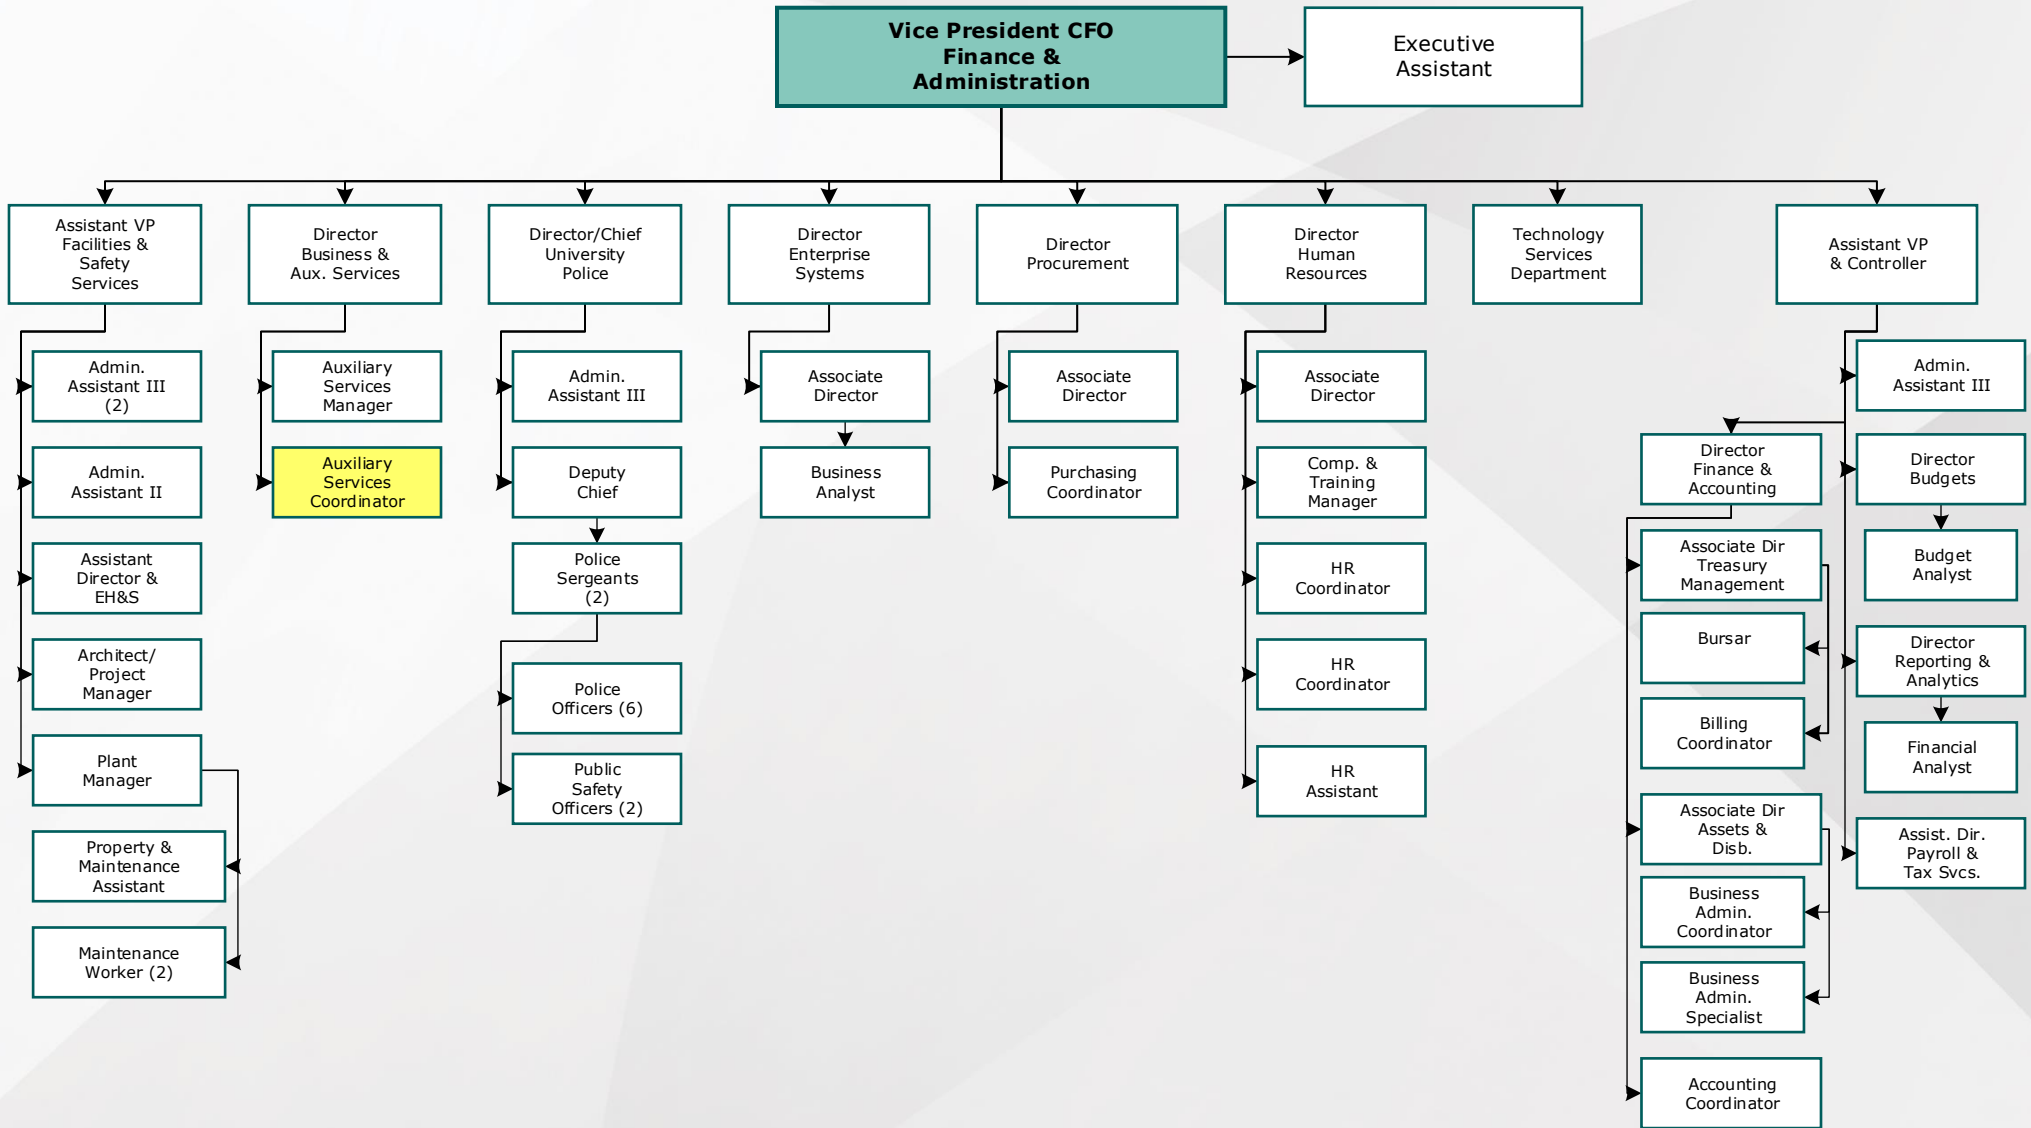 Vice President CFO
Finance &
Administration
Executive
Assistant
Assistant VP
Facilities &
Safety
Services
Director
Business &
Aux. Services
Director/Chief
University
Police
Director
Enterprise
Systems
Director
Procurement
Director
Human
Resources
Technology
Services
Department
Assistant VP
& Controller
Admin.
Assistant III
(2)
Admin.
Assistant II
Assistant
Director &
EH&S
Architect/
Project
Manager
Plant
Manager
Property &
Maintenance
Assistant
Maintenance
Worker (2)
Auxiliary
Services
Manager
Auxiliary
Services
Coordinator
Admin.
Assistant III
Deputy
Chief
Police
Sergeants
(2)
Police
Officers (6)
Public
Safety
Officers (2)
Associate
Director
Business
Analyst
Associate
Director
Purchasing
Coordinator
Associate
Director
Comp. &
Training
Manager
HR
Coordinator
HR
Coordinator
HR
Assistant
Director
Finance &
Accounting
Associate Dir
Treasury
Management
Bursar
Billing
Coordinator
Associate Dir
Assets &
Disb.
Business
Admin.
Coordinator
Business
Admin.
Specialist
Accounting
Coordinator
Admin.
Assistant III
Director
Budgets
Budget
Analyst
Director
Reporting &
Analytics
Financial
Analyst
Assist. Dir.
Payroll &
Tax Svcs.